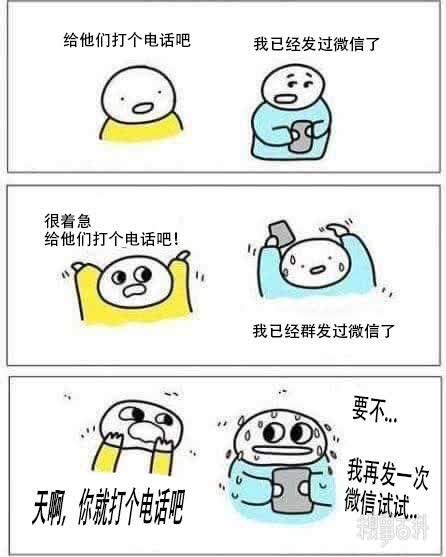 给他们打个电话吧
我已经发过微信了
很着急
给他们打个电话吧！
我已经群发过微信了
天啊，你就打个电话吧
要不...
我再发一次
微信试试..